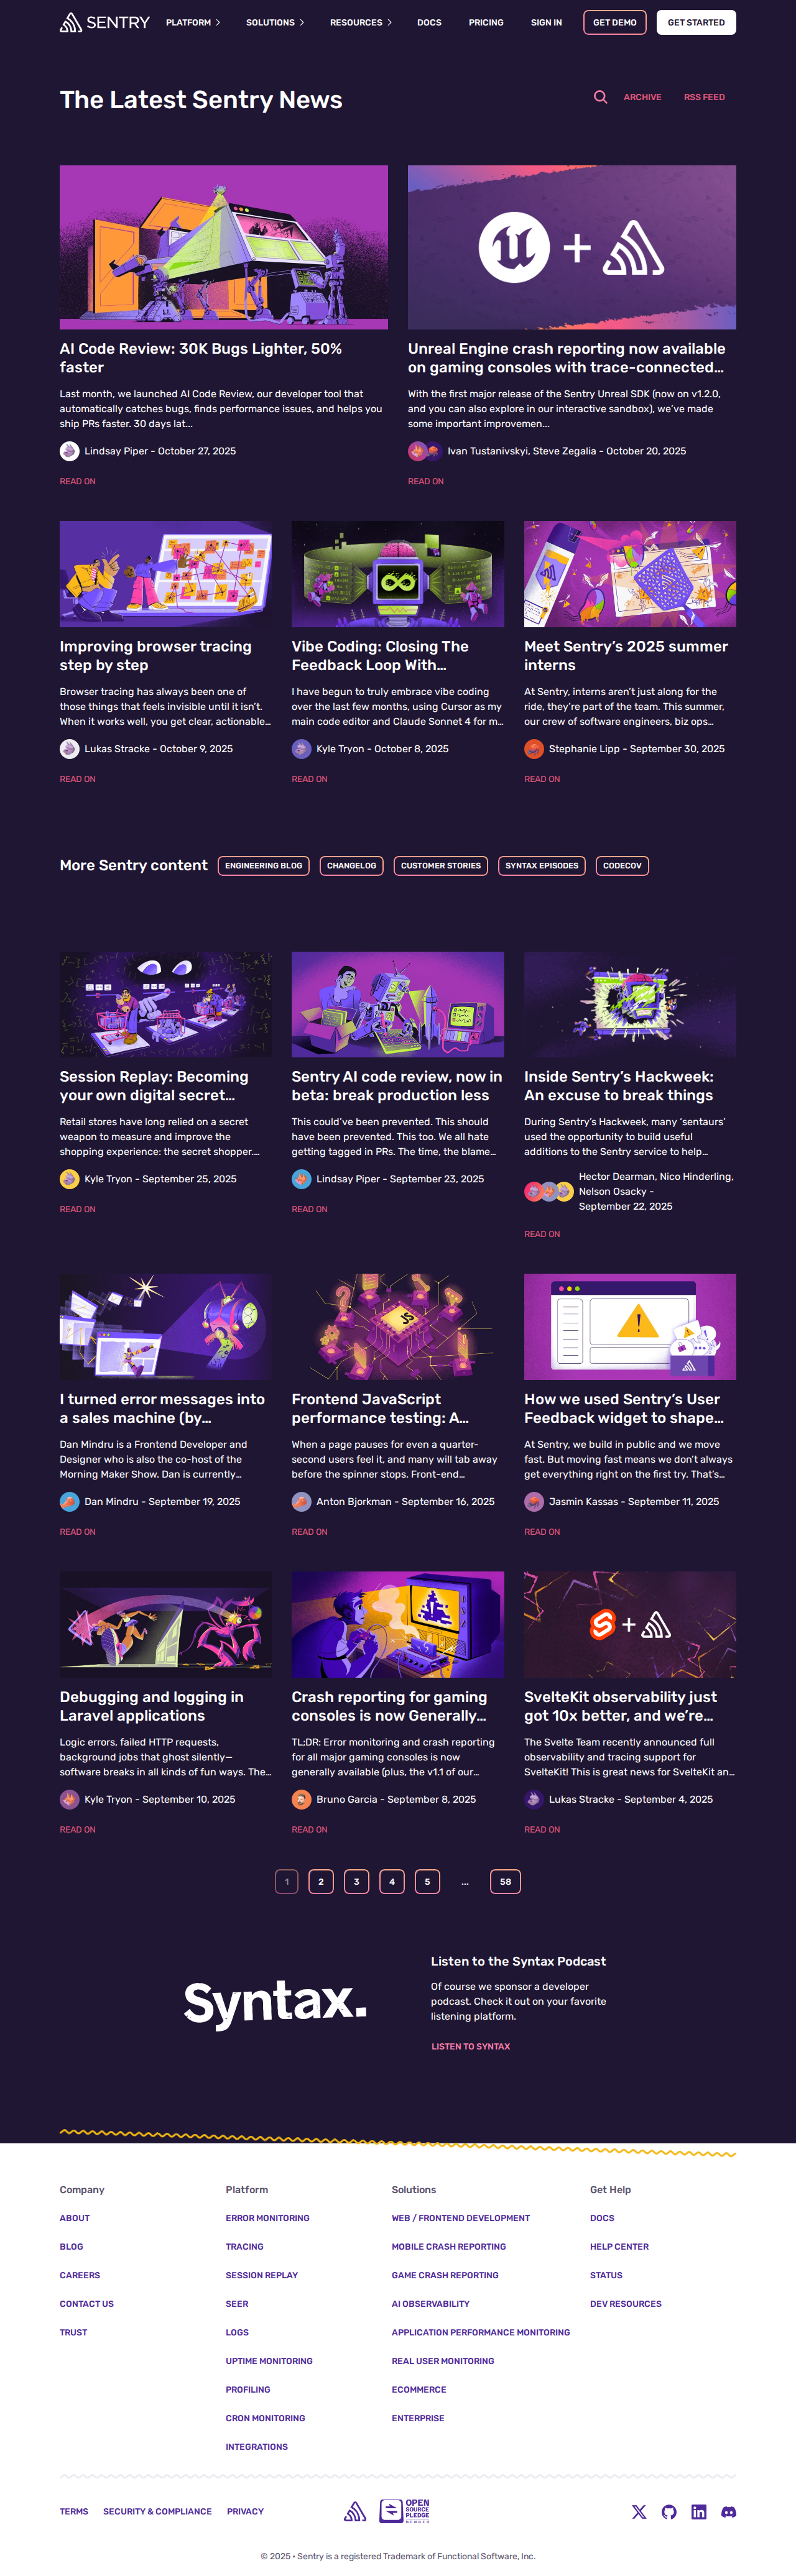 SENTRY
PLATFORM
SOLUTIONS
RESOURCES
DOCS
PRICING
SIGN IN
GET DEMO
GET STARTED
The Latest Sentry News
ARCHIVE
RSS FEED
AI Code Review: 30K Bugs Lighter, 50%
faster
Last month, we launched AI Code Review, our developer tool that
automatically catches bugs, finds performance issues, and helps you
ship PRs faster. 30 days lat...
Lindsay Piper - October 27, 2025
READ ON
Unreal Engine crash reporting now available
on gaming consoles with trace-connected…
With the first major release of the Sentry Unreal SDK (now on v1.2.0,
and you can also explore in our interactive sandbox), we’ve made
some important improvemen...
Ivan Tustanivskyi, Steve Zegalia - October 20, 2025
READ ON
Improving browser tracing
step by step
Browser tracing has always been one of
those things that feels invisible until it isn’t.
When it works well, you get clear, actionable…
Lukas Stracke - October 9, 2025
READ ON
Vibe Coding: Closing The
Feedback Loop With…
I have begun to truly embrace vibe coding
over the last few months, using Cursor as my
main code editor and Claude Sonnet 4 for m…
Kyle Tryon - October 8, 2025
READ ON
Meet Sentry’s 2025 summer
interns
At Sentry, interns aren’t just along for the
ride, they’re part of the team. This summer,
our crew of software engineers, biz ops…
Stephanie Lipp - September 30, 2025
READ ON
More Sentry content
ENGINEERING BLOG
CHANGELOG
CUSTOMER STORIES
SYNTAX EPISODES
CODECOV
Session Replay: Becoming
your own digital secret…
Retail stores have long relied on a secret
weapon to measure and improve the
shopping experience: the secret shopper.…
Kyle Tryon - September 25, 2025
READ ON
Sentry AI code review, now in
beta: break production less
This could’ve been prevented. This should
have been prevented. This too. We all hate
getting tagged in PRs. The time, the blame…
Lindsay Piper - September 23, 2025
READ ON
Inside Sentry’s Hackweek:
An excuse to break things
During Sentry’s Hackweek, many ‘sentaurs’
used the opportunity to build useful
additions to the Sentry service to help…
Hector Dearman, Nico Hinderling,
Nelson Osacky -
September 22, 2025
READ ON
I turned error messages into
a sales machine (by…
Dan Mindru is a Frontend Developer and
Designer who is also the co-host of the
Morning Maker Show. Dan is currently…
Dan Mindru - September 19, 2025
READ ON
Frontend JavaScript
performance testing: A…
When a page pauses for even a quarter-
second users feel it, and many will tab away
before the spinner stops. Front-end…
Anton Bjorkman - September 16, 2025
READ ON
How we used Sentry’s User
Feedback widget to shape…
At Sentry, we build in public and we move
fast. But moving fast means we don’t always
get everything right on the first try. That’s…
Jasmin Kassas - September 11, 2025
READ ON
Debugging and logging in
Laravel applications
Logic errors, failed HTTP requests,
background jobs that ghost silently—
software breaks in all kinds of fun ways. The…
Kyle Tryon - September 10, 2025
READ ON
Crash reporting for gaming
consoles is now Generally…
TL;DR: Error monitoring and crash reporting
for all major gaming consoles is now
generally available (plus, the v1.1 of our…
Bruno Garcia - September 8, 2025
READ ON
SvelteKit observability just
got 10x better, and we’re…
The Svelte Team recently announced full
observability and tracing support for
SvelteKit! This is great news for SvelteKit an…
Lukas Stracke - September 4, 2025
READ ON
1
2
3
4
5
...
58
Syntax.
Listen to the Syntax Podcast
Of course we sponsor a developer
podcast. Check it out on your favorite
listening platform.
LISTEN TO SYNTAX
Company
ABOUT
BLOG
CAREERS
CONTACT US
TRUST
Platform
ERROR MONITORING
TRACING
SESSION REPLAY
SEER
LOGS
UPTIME MONITORING
PROFILING
CRON MONITORING
INTEGRATIONS
Solutions
WEB / FRONTEND DEVELOPMENT
MOBILE CRASH REPORTING
GAME CRASH REPORTING
AI OBSERVABILITY
APPLICATION PERFORMANCE MONITORING
REAL USER MONITORING
ECOMMERCE
ENTERPRISE
Get Help
DOCS
HELP CENTER
STATUS
DEV RESOURCES
TERMS
SECURITY & COMPLIANCE
PRIVACY
OPEN
SOURCE
PLEDGE
MEMBER
© 2025 • Sentry is a registered Trademark of Functional Software, Inc.